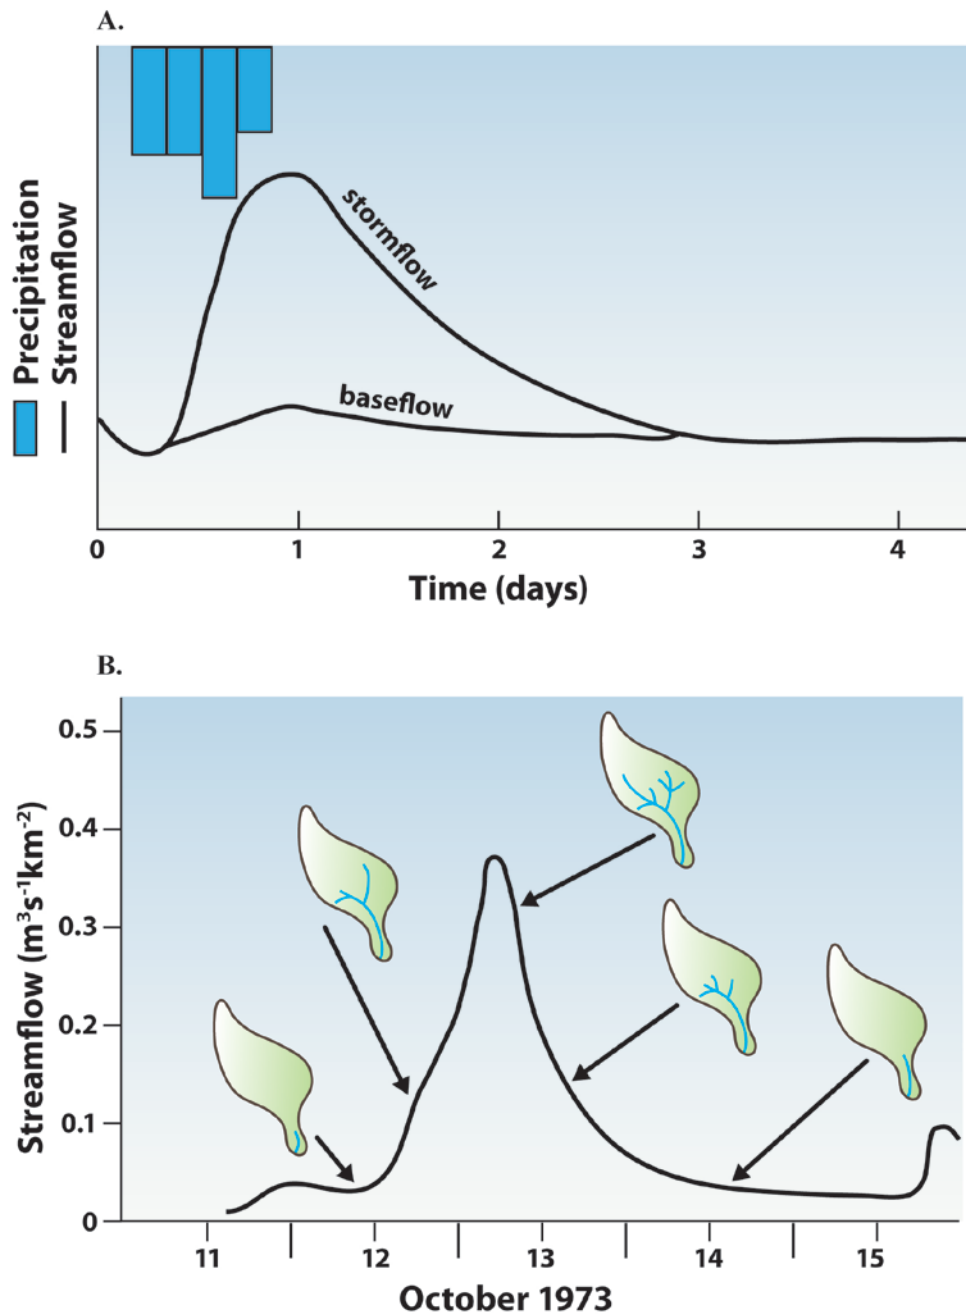 A.
Precipitation
Streamflow
stormflow
baseflow
0 1 2 3 4
Time (days)
B.
0.5
0.4
0.3
0.2
0.1
0
Streamflow (m³s⁻¹km⁻²)
11 12 13 14 15
October 1973